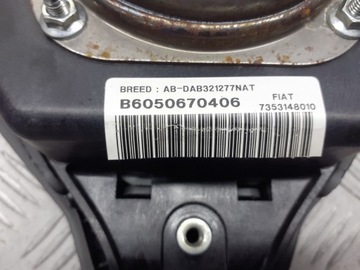 BREED : AB-DAB321277NAT
B6050670406
FIAT
7353148010